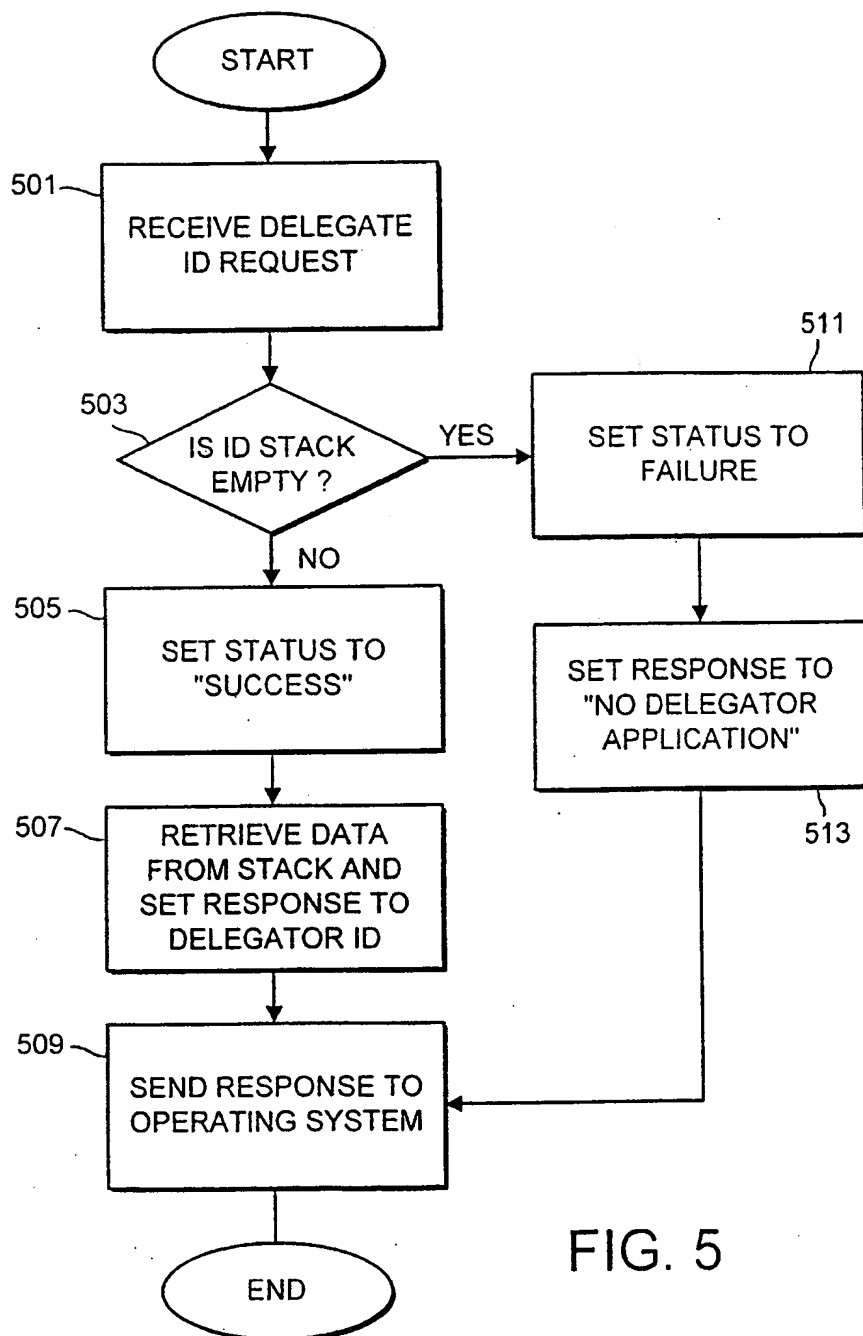 START
501
RECEIVE DELEGATE
ID REQUEST
503
IS ID STACK
EMPTY ?
YES
NO
511
SET STATUS TO
FAILURE
505
SET STATUS TO
"SUCCESS"
SET RESPONSE TO
"NO DELEGATOR
APPLICATION"
513
507
RETRIEVE DATA
FROM STACK AND
SET RESPONSE TO
DELEGATOR ID
509
SEND RESPONSE TO
OPERATING SYSTEM
END
FIG. 5